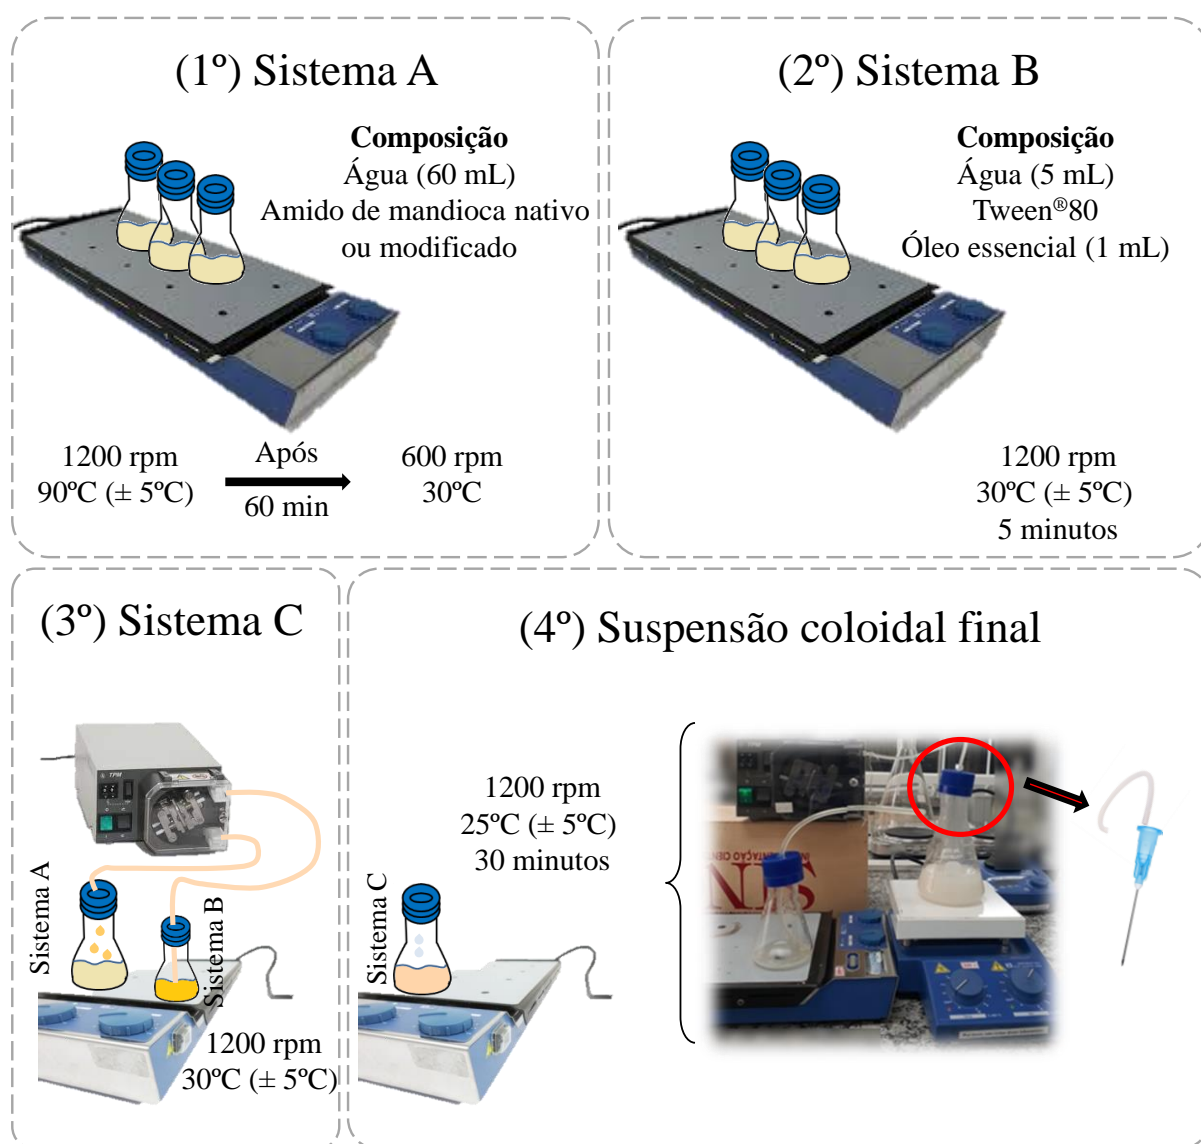 (1º) Sistema A
Composição
Água (60 mL)
Amido de mandioca nativo
ou modificado
1200 rpm
90ºC (± 5ºC)
Após
60 min
600 rpm
30ºC
(2º) Sistema B
Composição
Água (5 mL)
Tween®80
Óleo essencial (1 mL)
1200 rpm
30ºC (± 5ºC)
5 minutos
(3º) Sistema C
TPM
Sistema A
Sistema B
1200 rpm
30ºC (± 5ºC)
(4º) Suspensão coloidal final
1200 rpm
25ºC (± 5ºC)
30 minutos
Sistema C